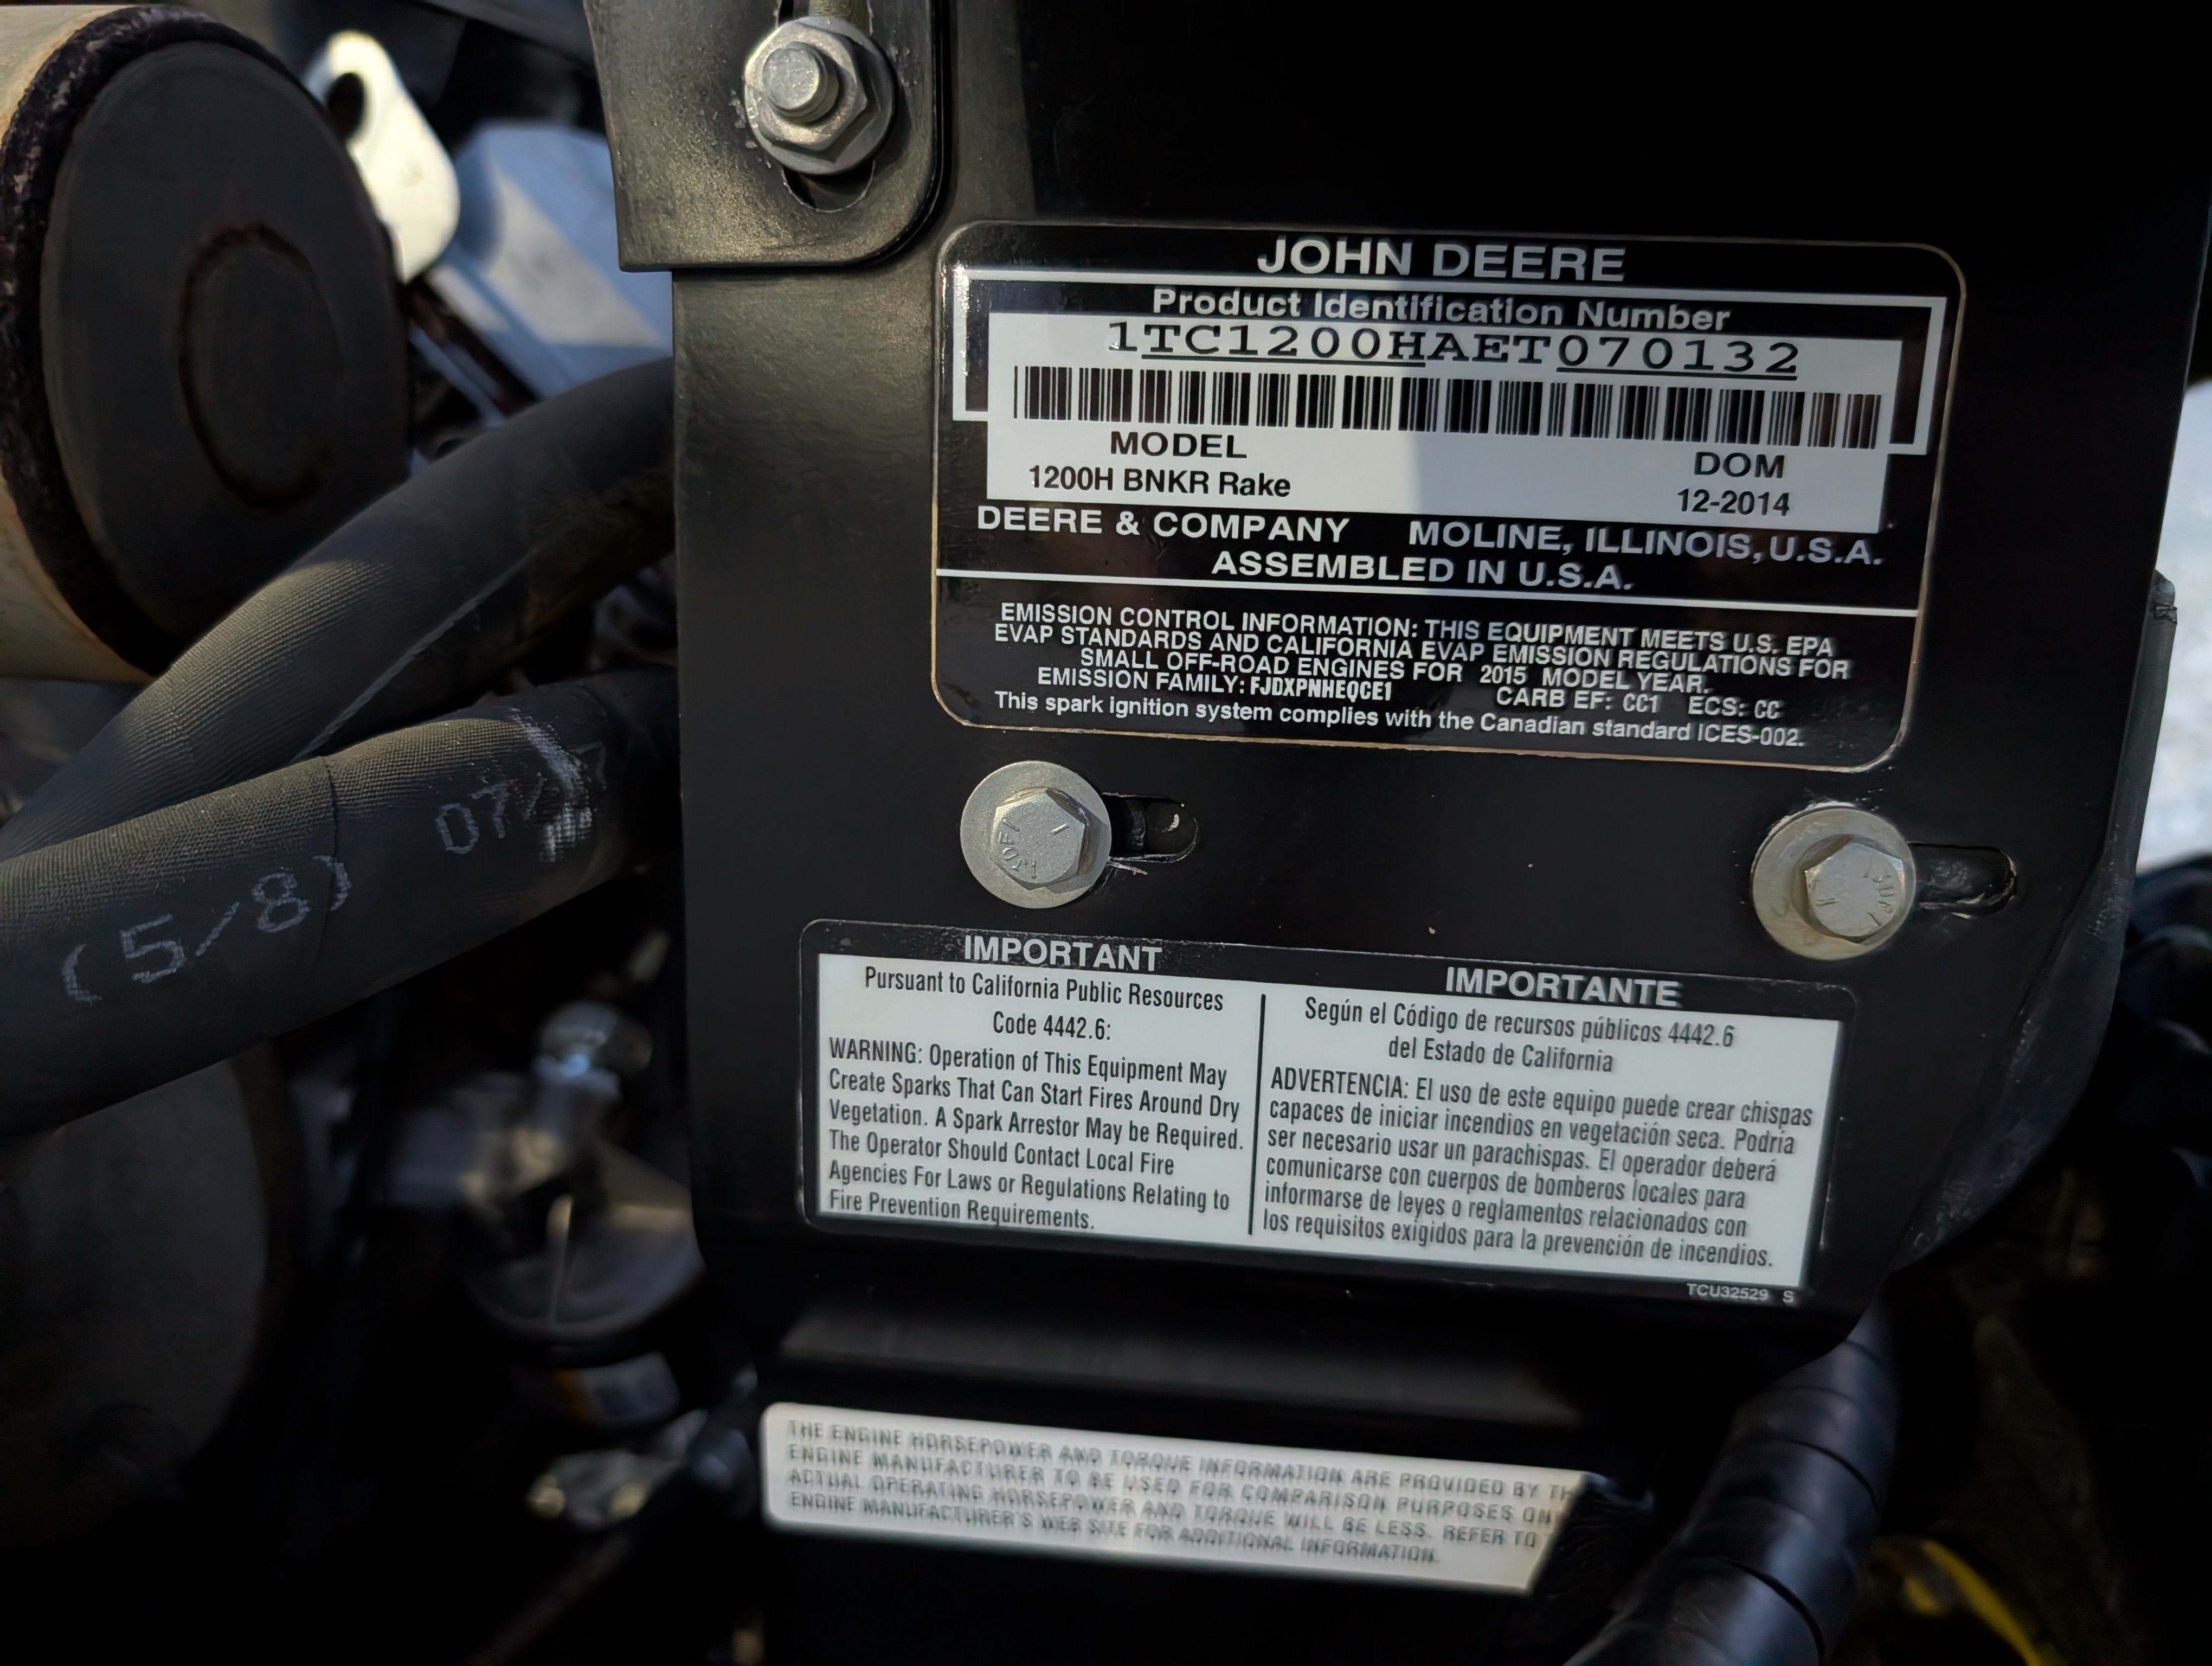 JOHN DEERE
Product Identification Number
1TC1200HAET070132
MODEL
1200H BNKR Rake
DOM
12-2014
DEERE & COMPANY MOLINE, ILLINOIS, U.S.A.
ASSEMBLED IN U.S.A.
EMISSION CONTROL INFORMATION: THIS EQUIPMENT MEETS U.S. EPA
EVAP STANDARDS AND CALIFORNIA EVAP EMISSION REGULATIONS FOR
SMALL OFF-ROAD ENGINES FOR 2015 MODEL YEAR.
EMISSION FAMILY: FJDXPNHEQCE1 CARB EF: CC1 ECS: CC
This spark ignition system complies with the Canadian standard ICES-002.
(5/8)
IMPORTANT
Pursuant to California Public Resources
Code 4442.6:
WARNING: Operation of This Equipment May
Create Sparks That Can Start Fires Around Dry
Vegetation. A Spark Arrestor May be Required.
The Operator Should Contact Local Fire
Agencies For Laws or Regulations Relating to
Fire Prevention Requirements.
IMPORTANTE
Según el Código de recursos públicos 4442.6
del Estado de California
ADVERTENCIA: El uso de este equipo puede crear chispas
capaces de iniciar incendios en vegetación seca. Podría
ser necesario usar un parachispas. El operador deberá
comunicarse con cuerpos de bomberos locales para
informarse de leyes o reglamentos relacionados con
los requisitos exigidos para la prevención de incendios.
TCU32529 S
THE ENGINE HORSEPOWER AND TORQUE INFORMATION ARE PROVIDED BY TH
ENGINE MANUFACTURER TO BE USED FOR COMPARISON PURPOSES ON
ACTUAL OPERATING HORSEPOWER AND TORQUE WILL BE LESS. REFER TO
ENGINE MANUFACTURER'S WEB SITE FOR ADDITIONAL INFORMATION.